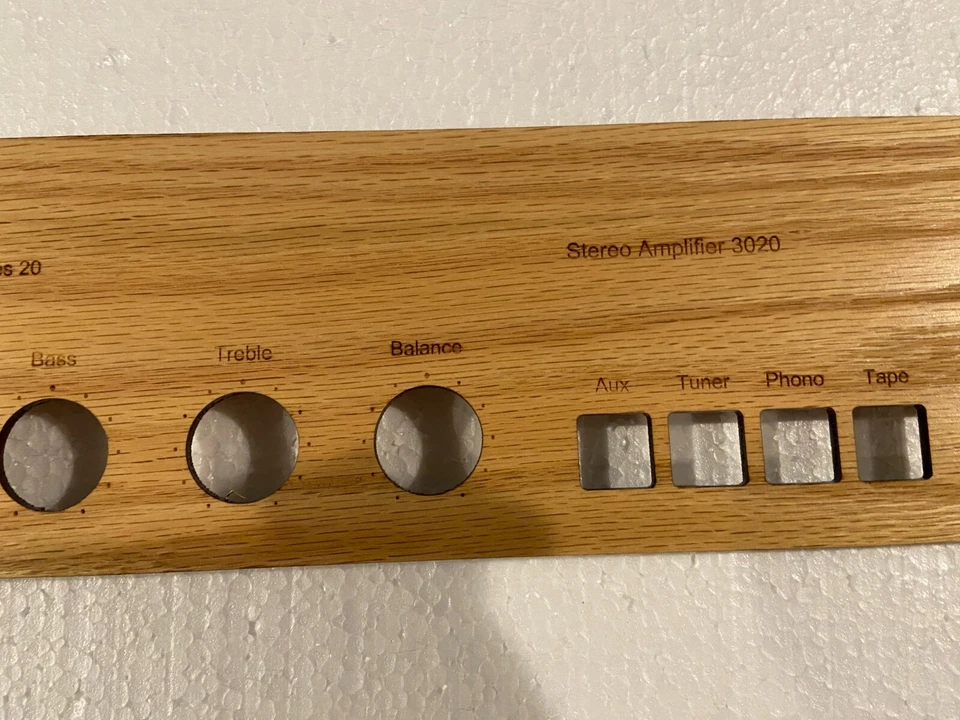 Stereo Amplifier 3020
es 20
Bass Treble Balance
Aux Tuner Phono Tape